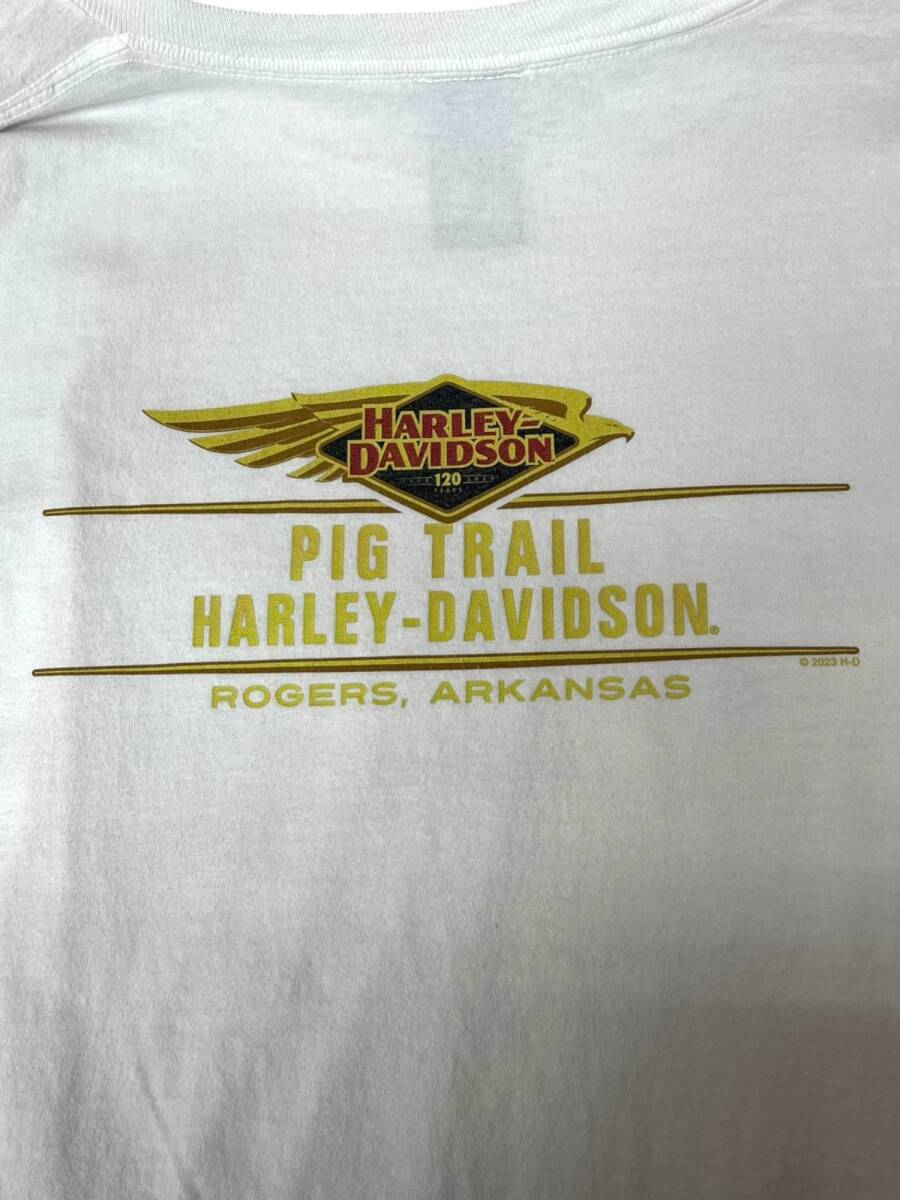 HARLEY-
DAVIDSON
120
YEARS
PIG TRAIL
HARLEY-DAVIDSON®
© 2023 H-D
ROGERS, ARKANSAS